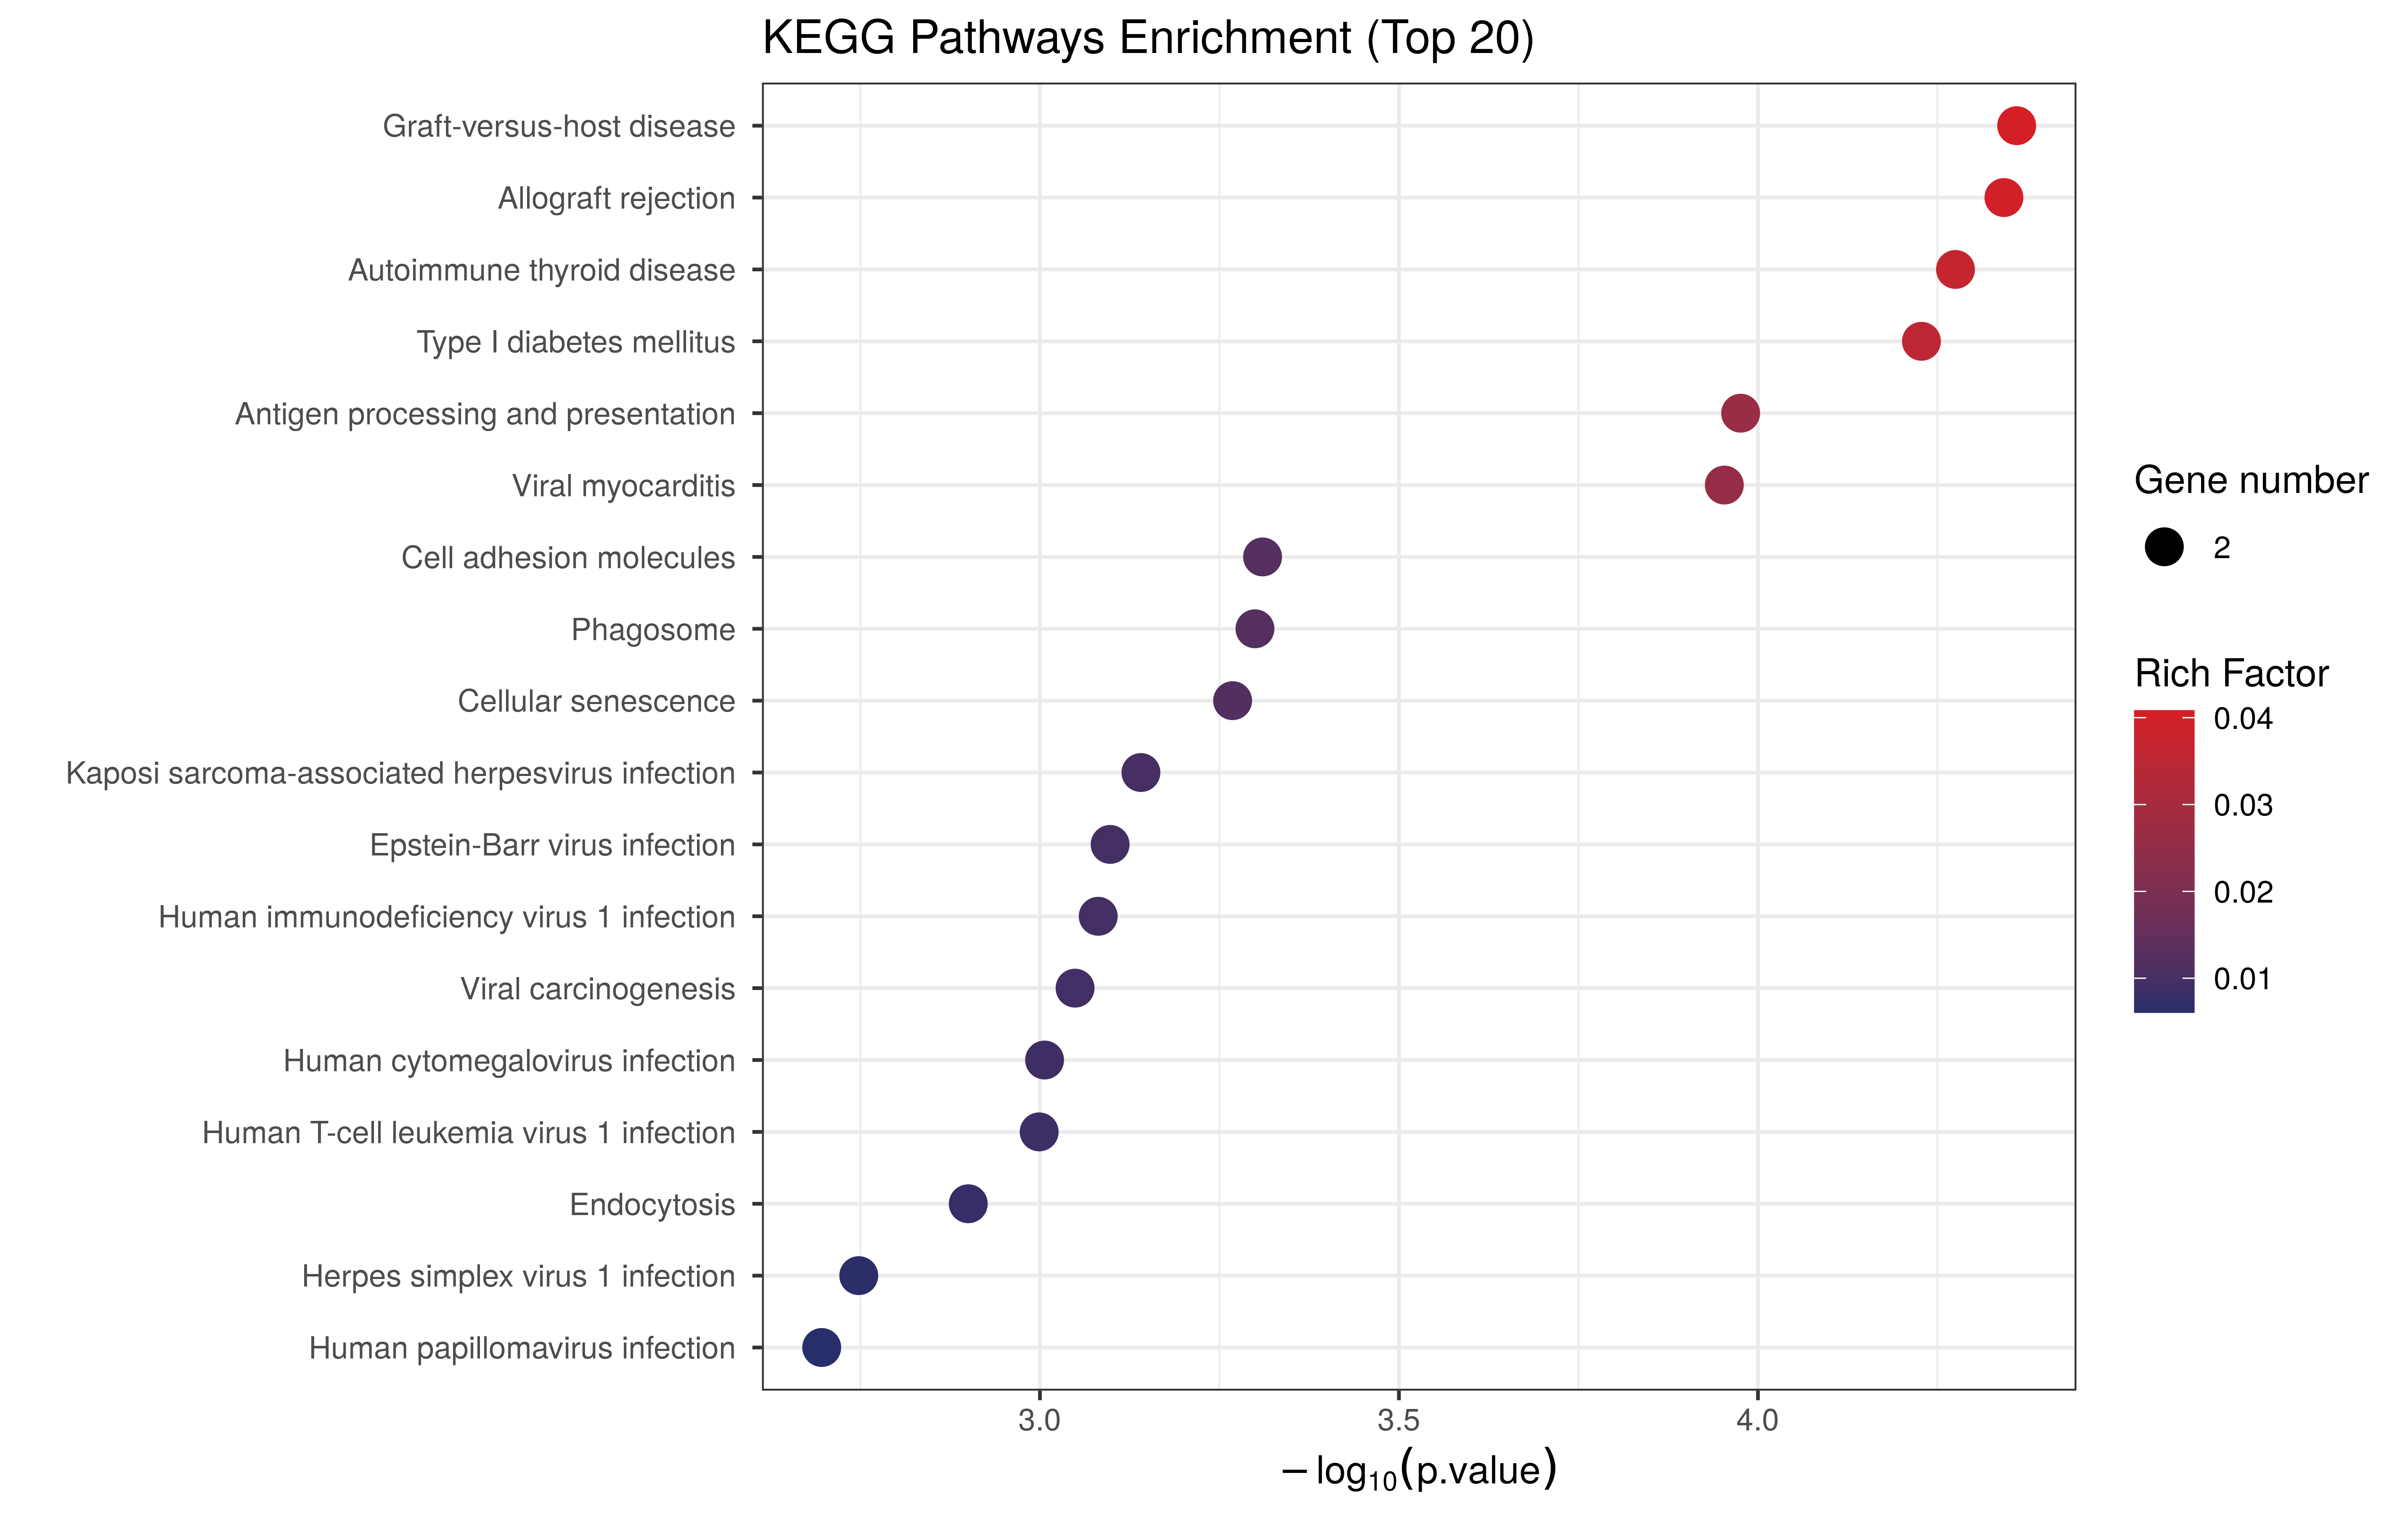 KEGG Pathways Enrichment (Top 20)
Graft-versus-host disease
Allograft rejection
Autoimmune thyroid disease
Type I diabetes mellitus
Antigen processing and presentation
Viral myocarditis
Cell adhesion molecules
Phagosome
Cellular senescence
Kaposi sarcoma-associated herpesvirus infection
Epstein-Barr virus infection
Human immunodeficiency virus 1 infection
Viral carcinogenesis
Human cytomegalovirus infection
Human T-cell leukemia virus 1 infection
Endocytosis
Herpes simplex virus 1 infection
Human papillomavirus infection
3.0 3.5 4.0
−log₁₀(p.value)
Gene number
2
Rich Factor
0.04
0.03
0.02
0.01